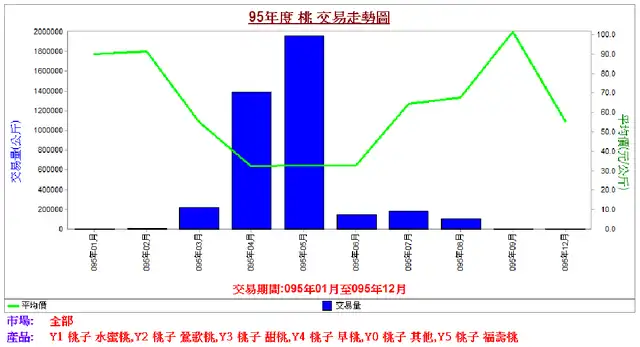 95年度 桃 交易走勢圖
交易量(公斤)
2000000
1800000
1600000
1400000
1200000
1000000
800000
600000
400000
200000
0
100.0
90.0
80.0
70.0
60.0
50.0
40.0
30.0
20.0
10.0
0.0
平均價(元/公斤)
095年01月
095年02月
095年03月
095年04月
095年05月
095年06月
095年07月
095年08月
095年09月
095年12月
交易期間:095年01月至095年12月
平均價
交易量
市場: 全部
產品: Y1 桃子 水蜜桃,Y2 桃子 鶯歌桃,Y3 桃子 甜桃,Y4 桃子 早桃,Y0 桃子 其他,Y5 桃子 福壽桃